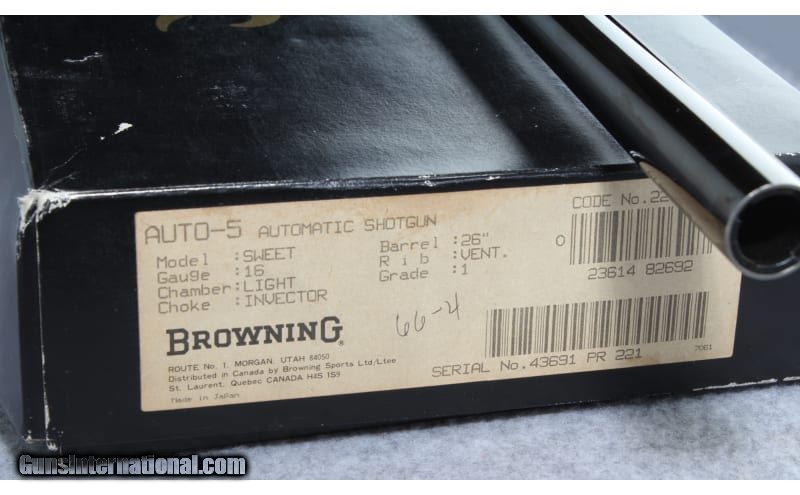 AUTO-5 AUTOMATIC SHOTGUN
CODE No.22
Model :SWEET
Gauge :16
Chamber:LIGHT
Choke :INVECTOR
Barrel :26"
Rib :VENT.
Grade :1
0
23614 82692
BROWNING®
66-4
ROUTE No. 1, MORGAN, UTAH 84050
Distributed in Canada by Browning Sports Ltd/Ltee
St. Laurent, Quebec CANADA H4S 1S9
Made in Japan
SERIAL No.43691 PR 221
7061
GunsInternational.com